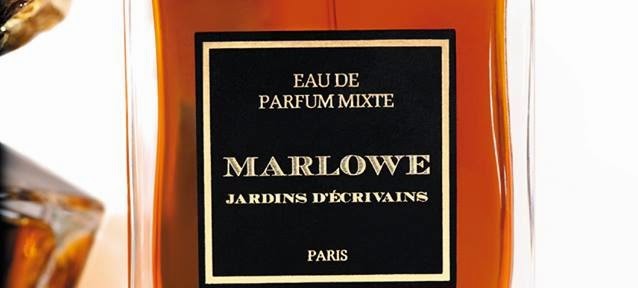 EAU DE
PARFUM MIXTE
MARLOWE
JARDINS D'ÉCRIVAINS
PARIS